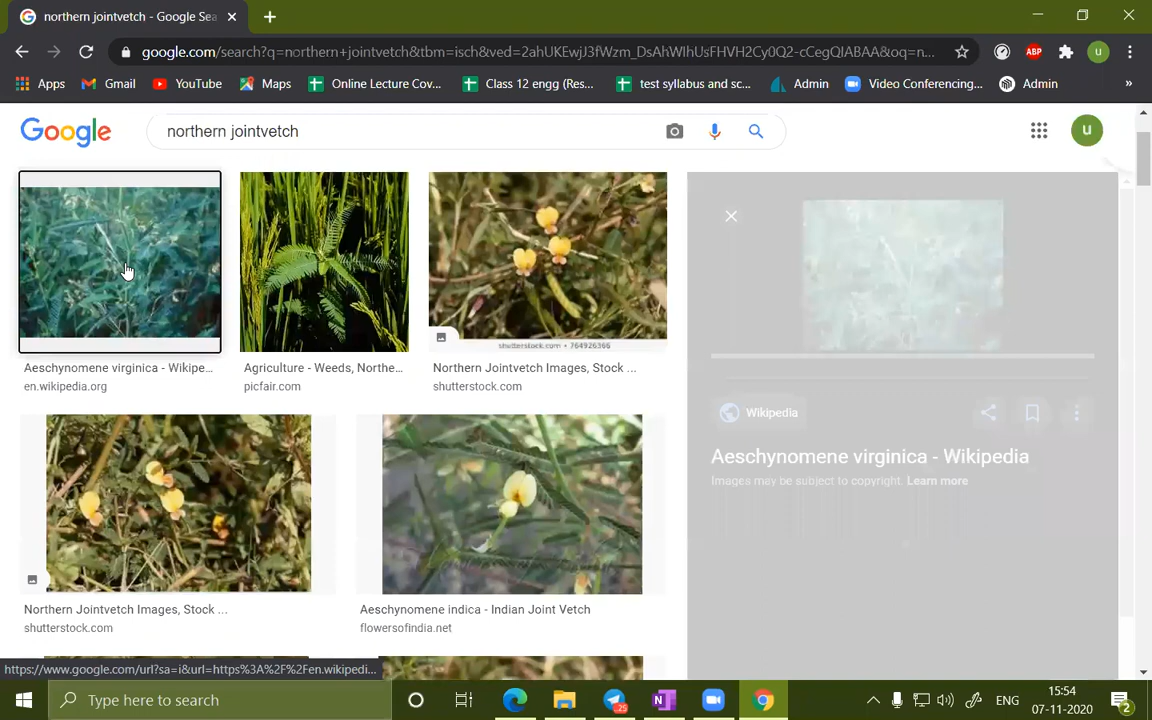 northern jointvetch - Google Sea
google.com/search?q=northern+jointvetch&tbm=isch&ved=2ahUKEwjJ3fWzm_DsAhWIhUsFHVH2Cy0Q2-cCegQIABAA&oq=n...
ABP
u
Apps
Gmail
YouTube
Maps
Online Lecture Cov...
Class 12 engg (Res...
test syllabus and sc...
Admin
Video Conferencing...
Admin
»
Google
northern jointvetch
u
shutterstock.com • 764926366
Aeschynomene virginica - Wikipe...
en.wikipedia.org
Agriculture - Weeds, Northe...
picfair.com
Northern Jointvetch Images, Stock ...
shutterstock.com
Wikipedia
Aeschynomene virginica - Wikipedia
Images may be subject to copyright. Learn more
Northern Jointvetch Images, Stock ...
shutterstock.com
Aeschynomene indica - Indian Joint Vetch
flowersofindia.net
https://www.google.com/url?sa=i&url=https%3A%2F%2Fen.wikipedi...
Type here to search
25
N
ENG
15:54
07-11-2020
2